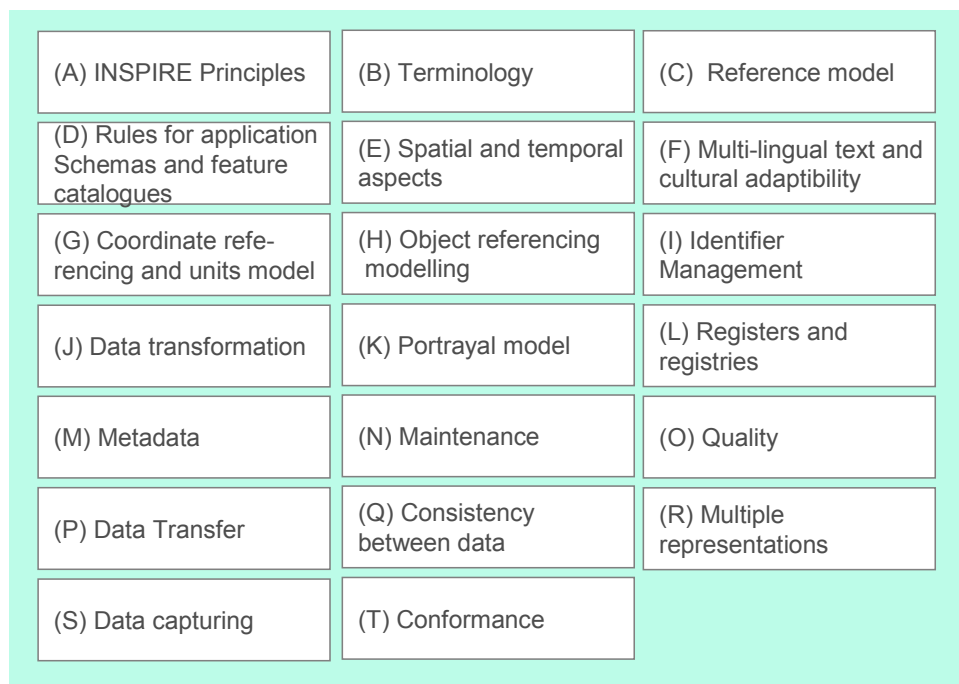 (A) INSPIRE Principles
(B) Terminology
(C) Reference model
(D) Rules for application
Schemas and feature
catalogues
(E) Spatial and temporal
aspects
(F) Multi-lingual text and
cultural adaptibility
(G) Coordinate refe-
rencing and units model
(H) Object referencing
modelling
(I) Identifier
Management
(J) Data transformation
(K) Portrayal model
(L) Registers and
registries
(M) Metadata
(N) Maintenance
(O) Quality
(P) Data Transfer
(Q) Consistency
between data
(R) Multiple
representations
(S) Data capturing
(T) Conformance